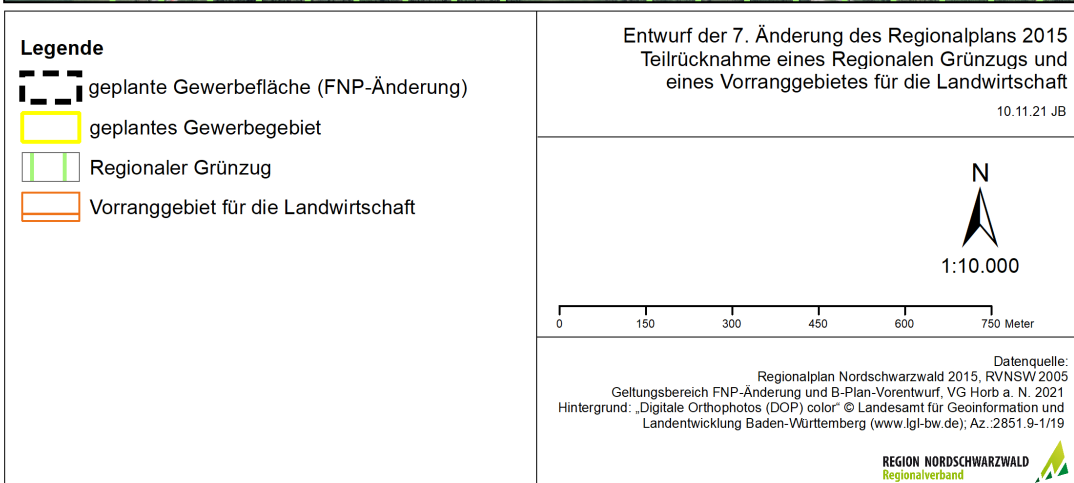 Legende
geplante Gewerbefläche (FNP-Änderung)
geplantes Gewerbegebiet
Regionaler Grünzug
Vorranggebiet für die Landwirtschaft
Entwurf der 7. Änderung des Regionalplans 2015
Teilrücknahme eines Regionalen Grünzugs und
eines Vorranggebietes für die Landwirtschaft
10.11.21 JB
N
1:10.000
0 150 300 450 600 750 Meter
Datenquelle:
Regionalplan Nordschwarzwald 2015, RVNSW 2005
Geltungsbereich FNP-Änderung und B-Plan-Vorentwurf, VG Horb a. N. 2021
Hintergrund: „Digitale Orthophotos (DOP) color" © Landesamt für Geoinformation und
Landentwicklung Baden-Württemberg (www.lgl-bw.de); Az.:2851.9-1/19
REGION NORDSCHWARZWALD
Regionalverband